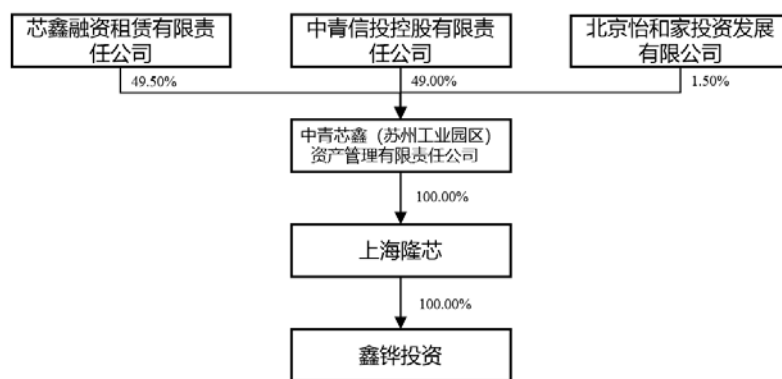 芯鑫融资租赁有限责
任公司
中青信投控股有限责
任公司
北京怡和家投资发展
有限公司
49.50%
49.00%
1.50%
中青芯鑫（苏州工业园区）
资产管理有限责任公司
100.00%
上海隆芯
100.00%
鑫铧投资